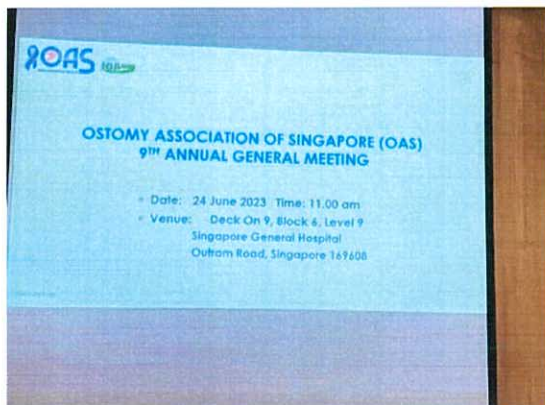 OAS
OSTOMY ASSOCIATION OF SINGAPORE (OAS)
9TH ANNUAL GENERAL MEETING
Date: 24 June 2023 Time: 11.00 am
Venue: Deck On 9, Block 6, Level 9
Singapore General Hospital
Outram Road, Singapore 169608